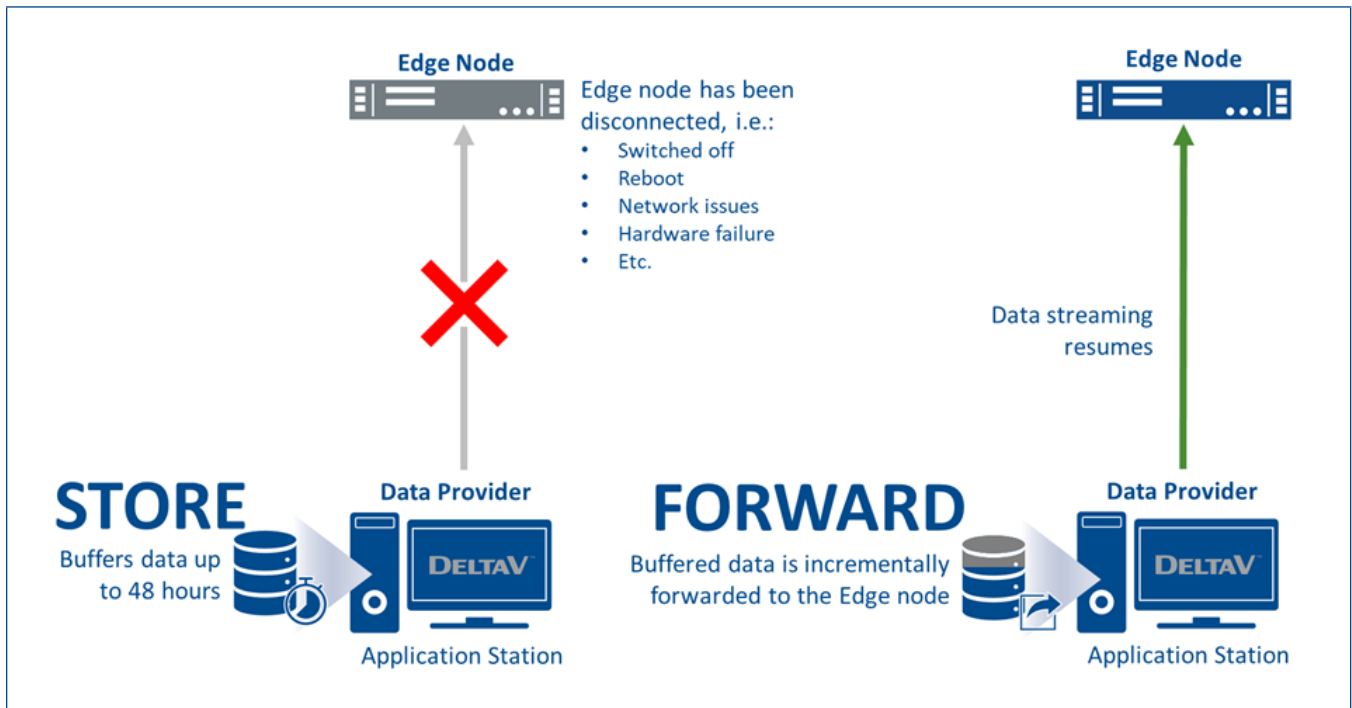 Edge Node
Edge node has been
disconnected, i.e.:
• Switched off
• Reboot
• Network issues
• Hardware failure
• Etc.
STORE
Buffers data up
to 48 hours
Data Provider
DELTAV™
Application Station
Edge Node
Data streaming
resumes
FORWARD
Buffered data is incrementally
forwarded to the Edge node
Data Provider
DELTAV™
Application Station